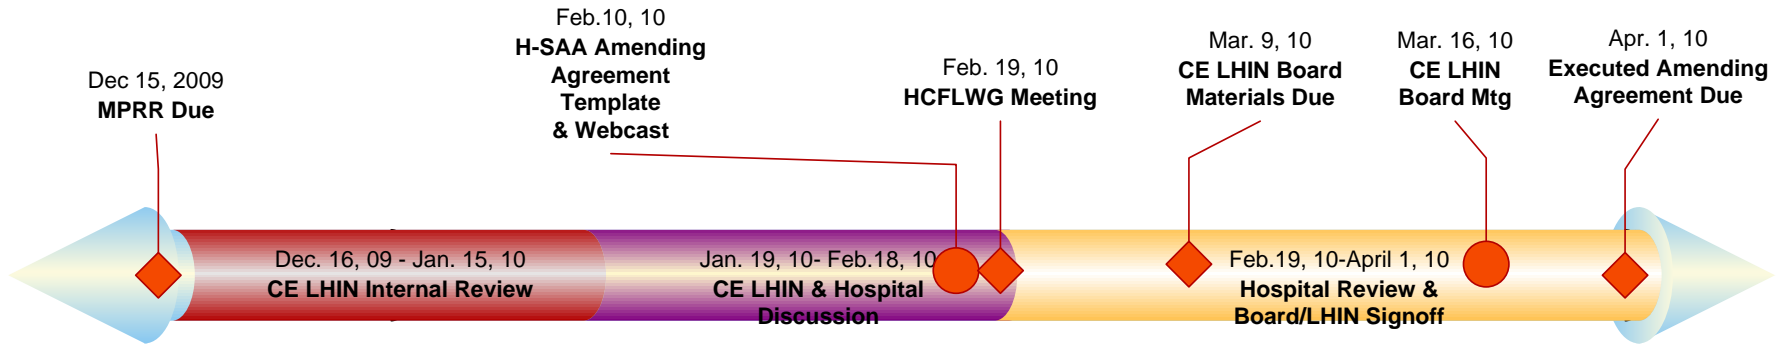 Dec 15, 2009
MPRR Due
Feb.10, 10
H-SAA Amending
Agreement
Template
& Webcast
Feb. 19, 10
HCFLWG Meeting
Mar. 9, 10
CE LHIN Board
Materials Due
Mar. 16, 10
CE LHIN
Board Mtg
Apr. 1, 10
Executed Amending
Agreement Due
Dec. 16, 09 - Jan. 15, 10
CE LHIN Internal Review
Jan. 19, 10- Feb.18, 10
CE LHIN & Hospital
Discussion
Feb.19, 10-April 1, 10
Hospital Review &
Board/LHIN Signoff